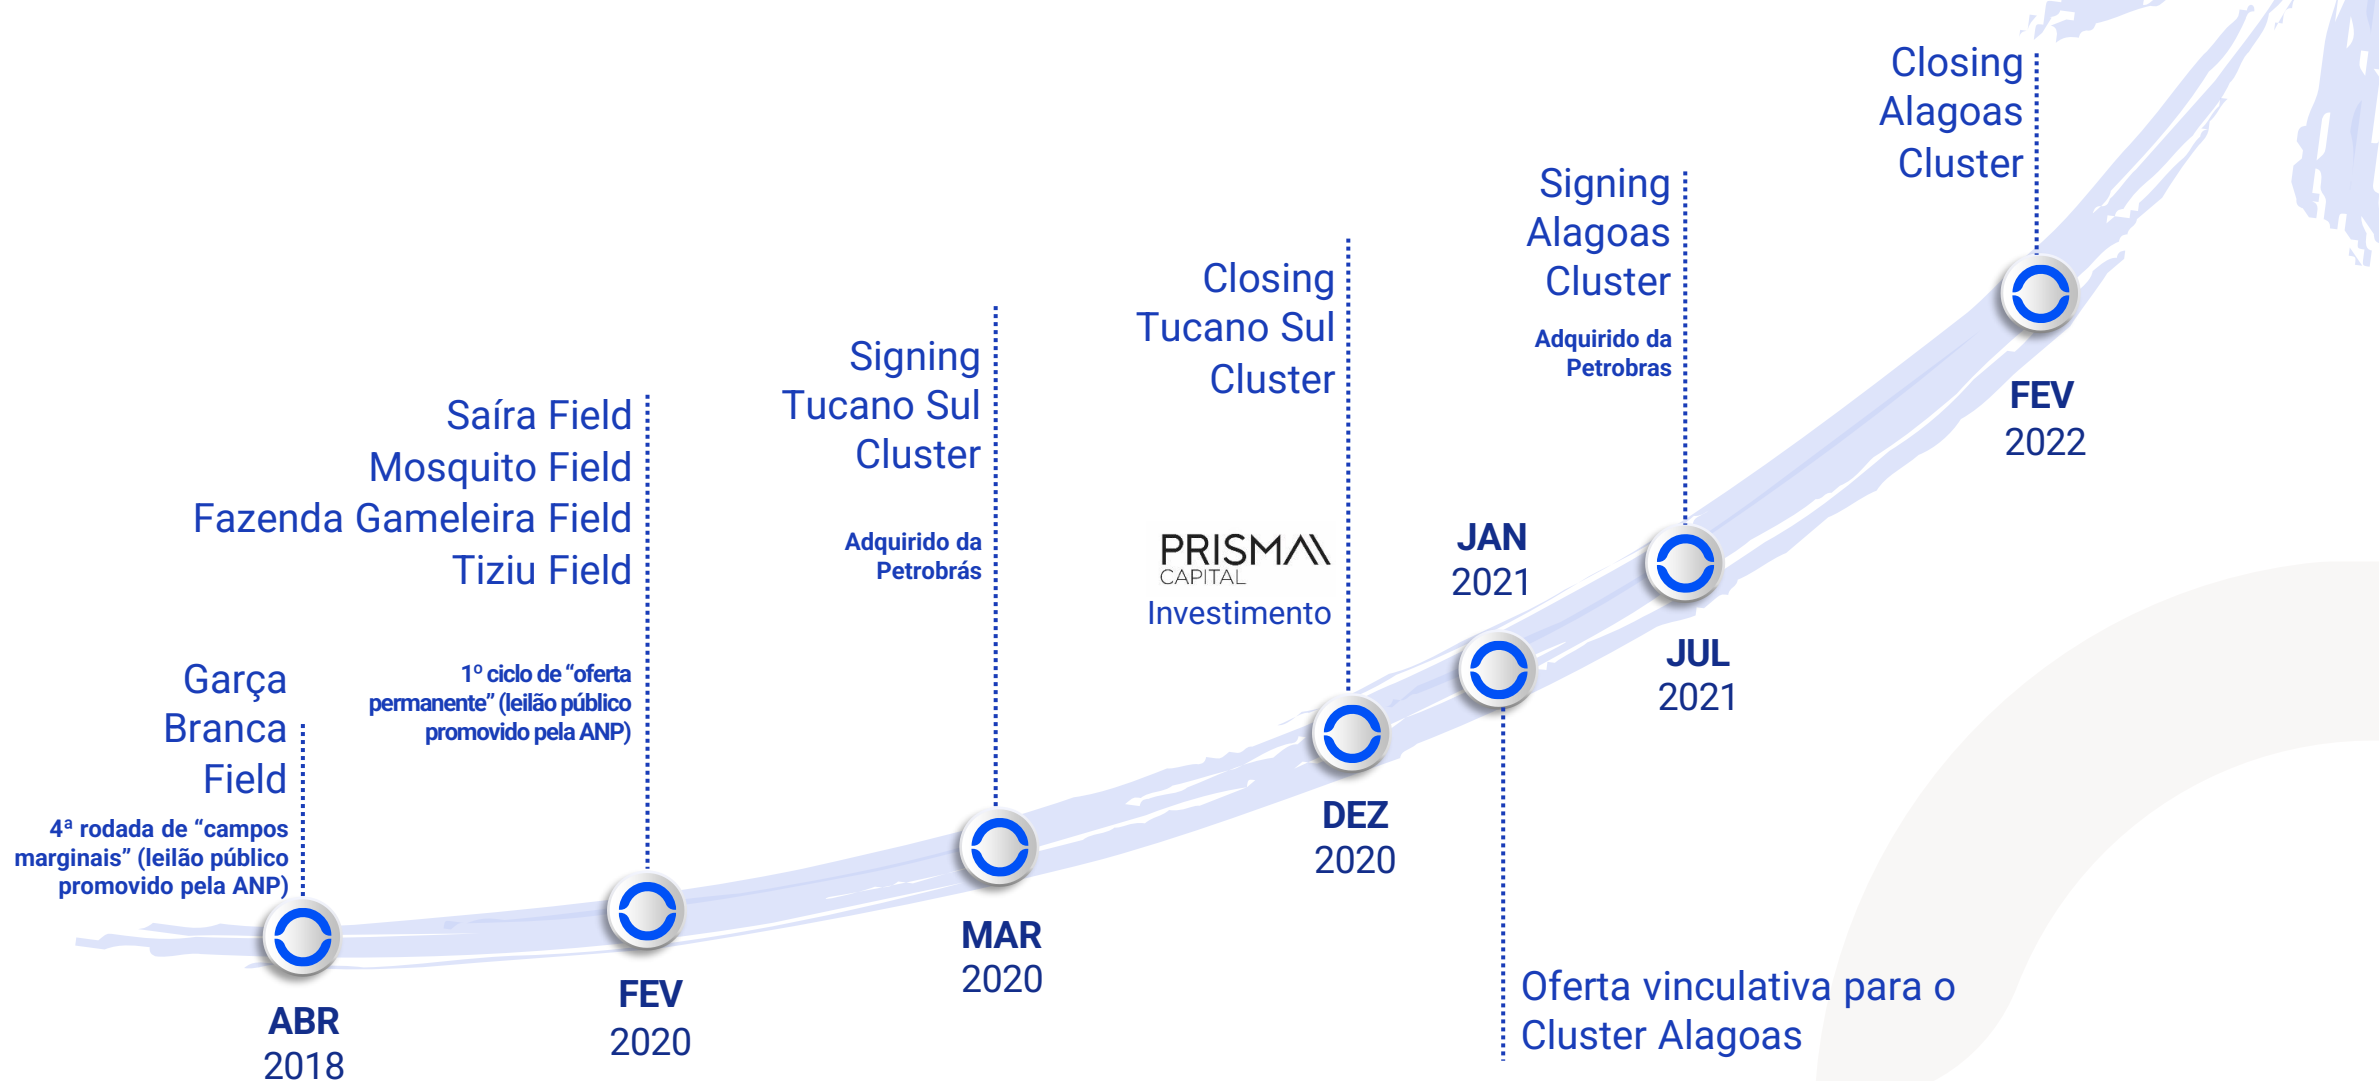 Garça
Branca
Field
4ª rodada de “campos
marginais” (leilão público
promovido pela ANP)
ABR
2018
Saíra Field
Mosquito Field
Fazenda Gameleira Field
Tiziu Field
1º ciclo de “oferta
permanente” (leilão público
promovido pela ANP)
FEV
2020
Signing
Tucano Sul
Cluster
Adquirido da
Petrobrás
MAR
2020
Closing
Tucano Sul
Cluster
PRISMA
CAPITAL
Investimento
DEZ
2020
JAN
2021
Oferta vinculativa para o
Cluster Alagoas
Signing
Alagoas
Cluster
Adquirido da
Petrobras
JUL
2021
Closing
Alagoas
Cluster
FEV
2022